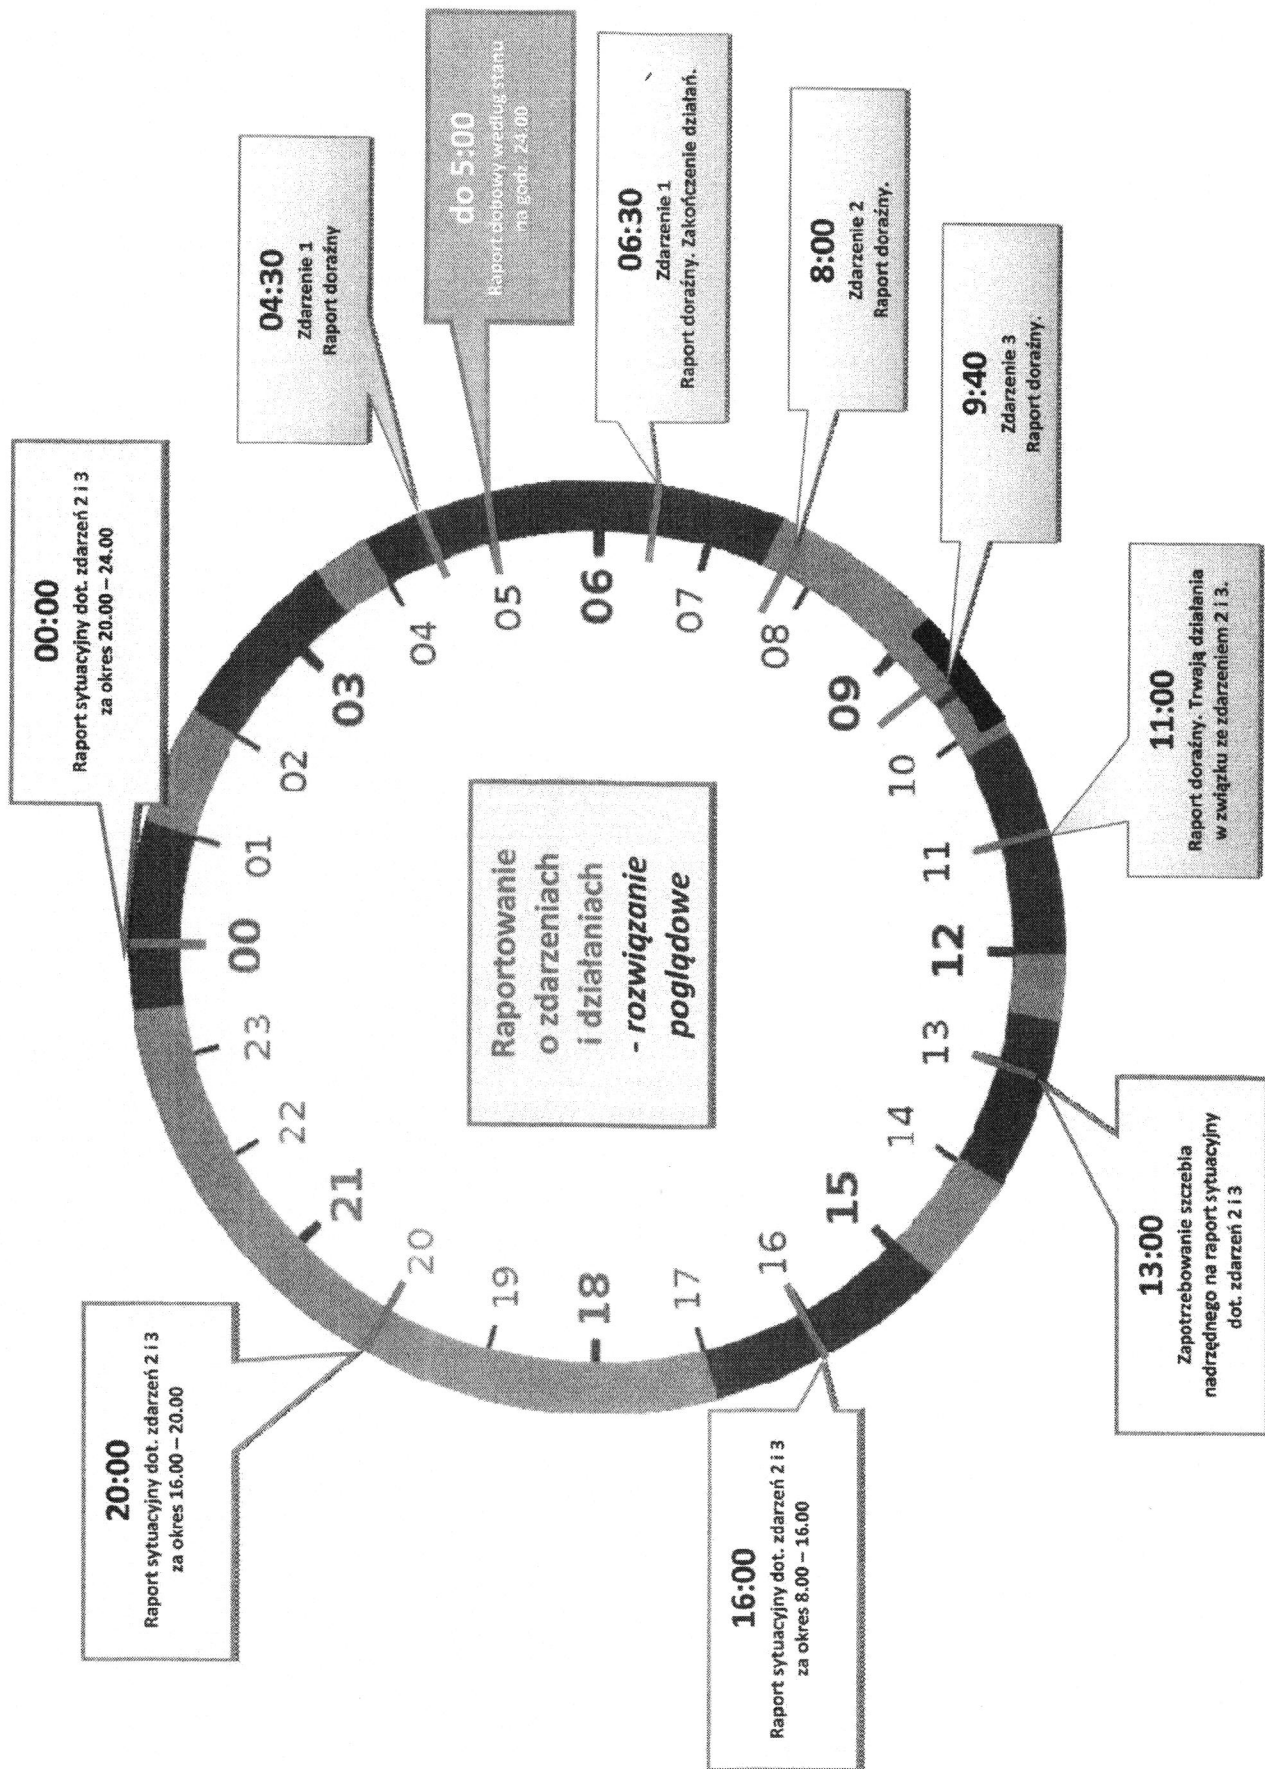 00:00
Raport sytuacyjny dot. zdarzeń 2 i 3
za okres 20.00 – 24.00
04:30
Zdarzenie 1
Raport doraźny
do 5:00
Raport dobowy według stanu
na godz. 24.00
06:30
Zdarzenie 1
Raport doraźny. Zakończenie działań.
8:00
Zdarzenie 2
Raport doraźny.
9:40
Zdarzenie 3
Raport doraźny.
11:00
Raport doraźny. Trwają działania
w związku ze zdarzeniem 2 i 3.
13:00
Zapotrzebowanie szczebla
nadrzędnego na raport sytuacyjny
dot. zdarzeń 2 i 3
16:00
Raport sytuacyjny dot. zdarzeń 2 i 3
za okres 8.00 – 16.00
20:00
Raport sytuacyjny dot. zdarzeń 2 i 3
za okres 16.00 – 20.00
Raportowanie
o zdarzeniach
i działaniach
- rozwiązanie
poglądowe
00
01
02
03
04
05
06
07
08
09
10
11
12
13
14
15
16
17
18
19
20
21
22
23